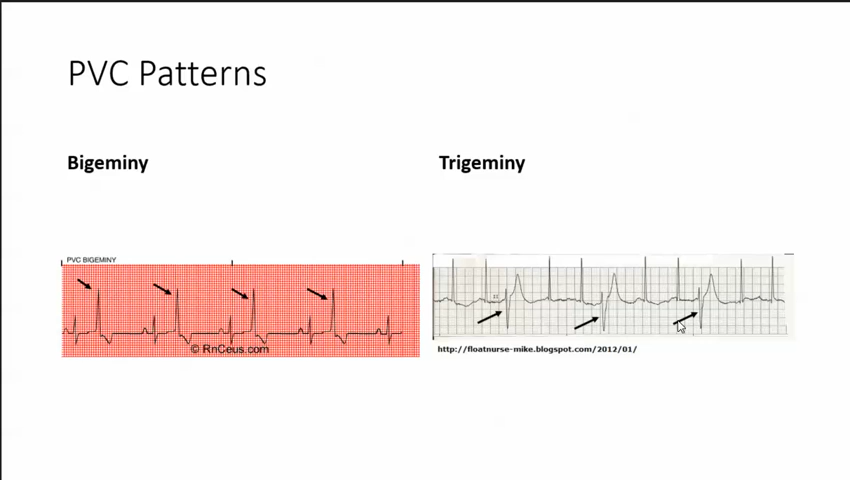 PVC Patterns
Bigeminy
Trigeminy
PVC BIGEMINY
© RnCeus.com
http://floatnurse-mike.blogspot.com/2012/01/